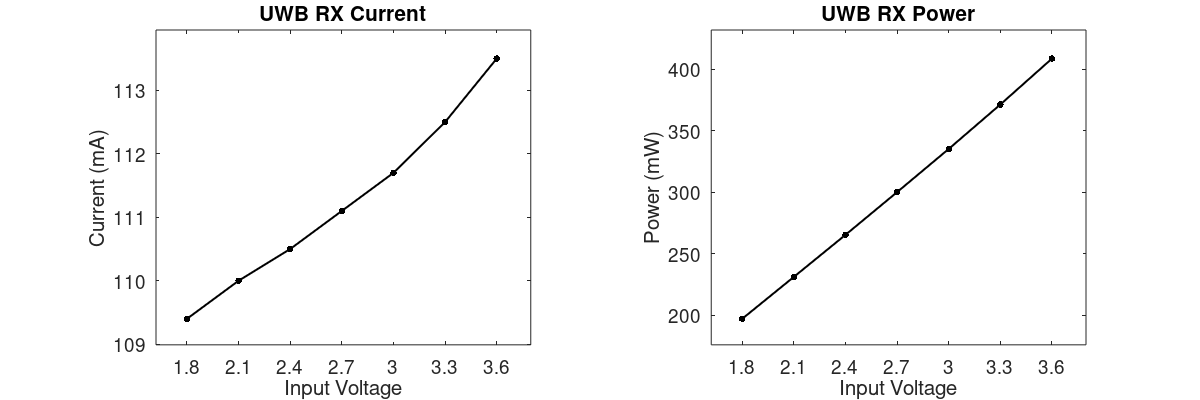 UWB RX Current
113
112
111
110
109
Current (mA)
1.8 2.1 2.4 2.7 3 3.3 3.6
Input Voltage
UWB RX Power
400
350
300
250
200
Power (mW)
1.8 2.1 2.4 2.7 3 3.3 3.6
Input Voltage